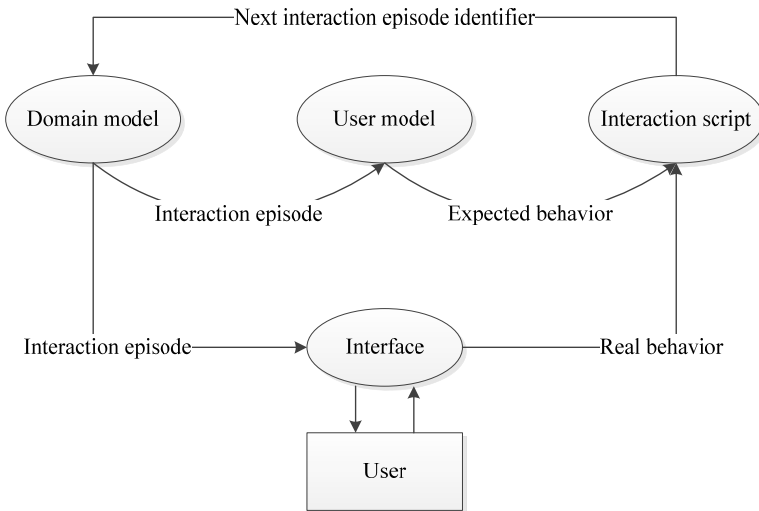 Next interaction episode identifier
Domain model
User model
Interaction script
Interaction episode
Expected behavior
Interaction episode
Interface
Real behavior
User